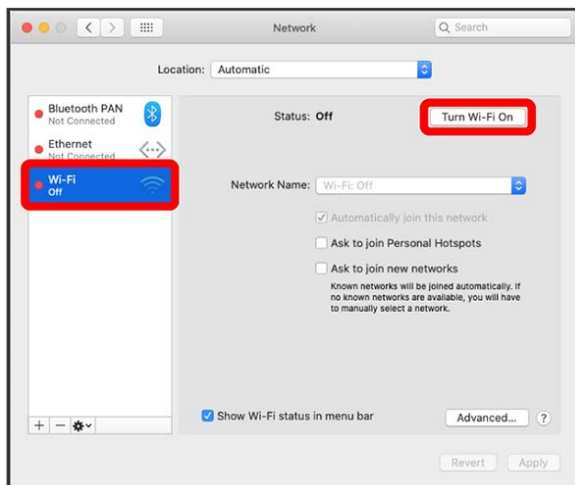 Network
Search
Location: Automatic
Bluetooth PAN
Not Connected
Ethernet
Not Connected
Wi-Fi
Off
Status: Off
Turn Wi-Fi On
Network Name: Wi-Fi: Off
Automatically join this network
Ask to join Personal Hotspots
Ask to join new networks
Known networks will be joined automatically. If
no known networks are available, you will have
to manually select a network.
Show Wi-Fi status in menu bar
Advanced...
?
Revert
Apply